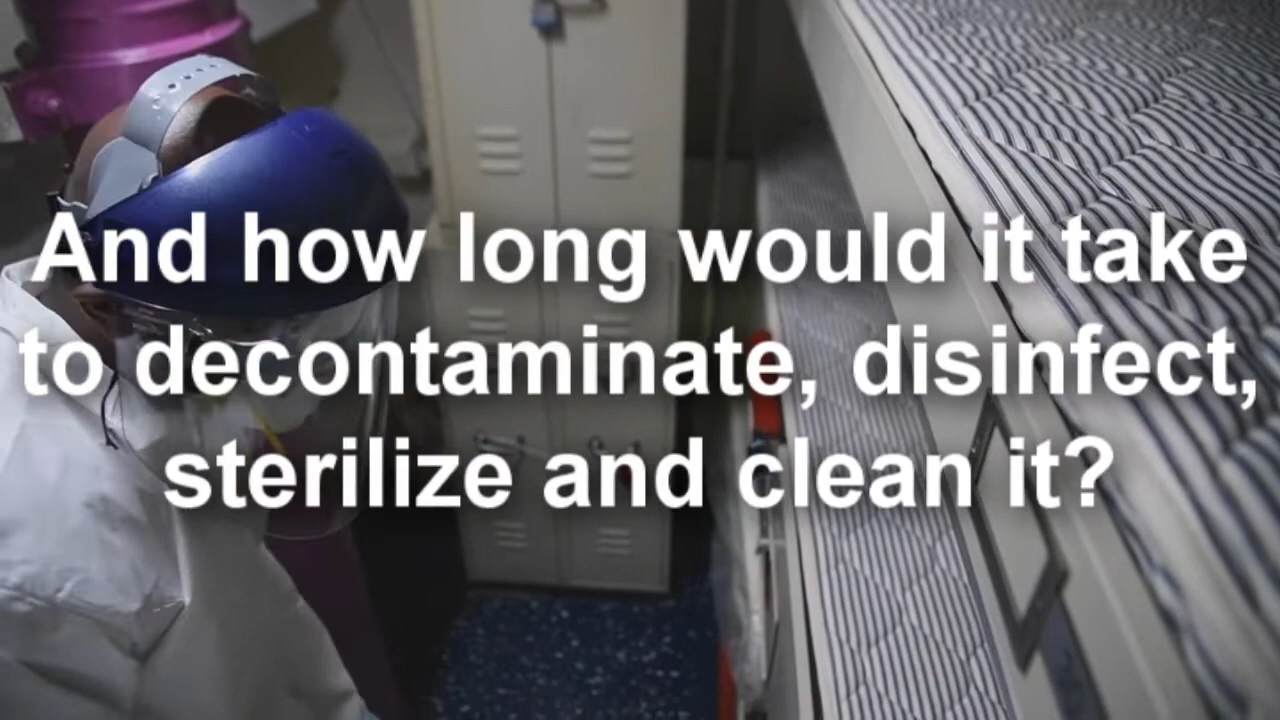 And how long would it take
to decontaminate, disinfect,
sterilize and clean it?